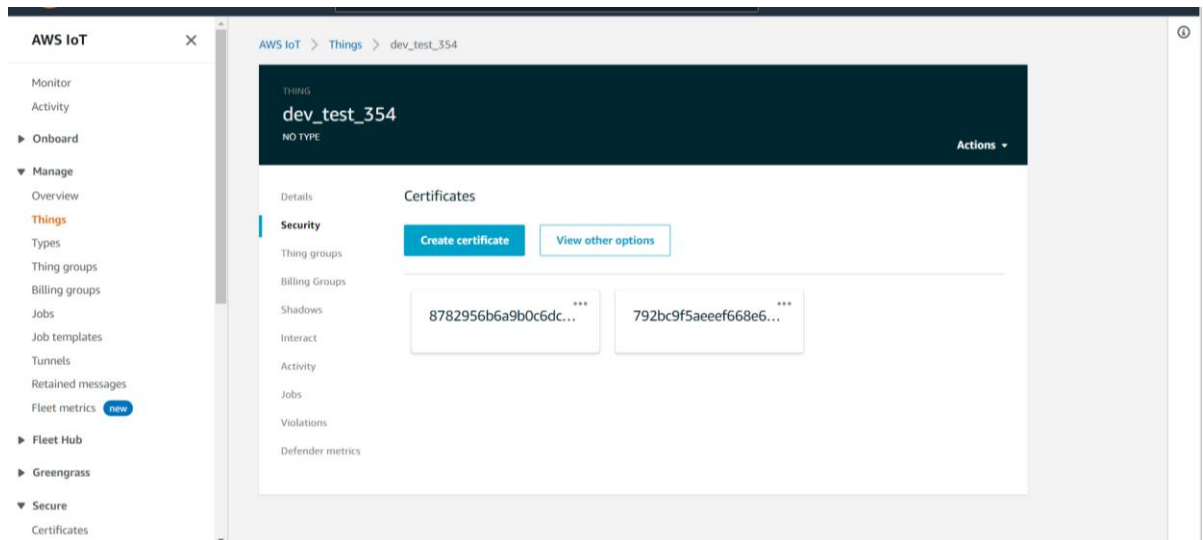 AWS IoT
Monitor
Activity
Onboard
Manage
Overview
Things
Types
Thing groups
Billing groups
Jobs
Job templates
Tunnels
Retained messages
Fleet metrics new
Fleet Hub
Greengrass
Secure
Certificates
AWS IoT > Things > dev_test_354
THING
dev_test_354
NO TYPE
Actions
Details
Security
Thing groups
Billing Groups
Shadows
Interact
Activity
Jobs
Violations
Defender metrics
Certificates
Create certificate View other options
8782956b6a9b0c6dc... 792bc9f5aeeef668e6...